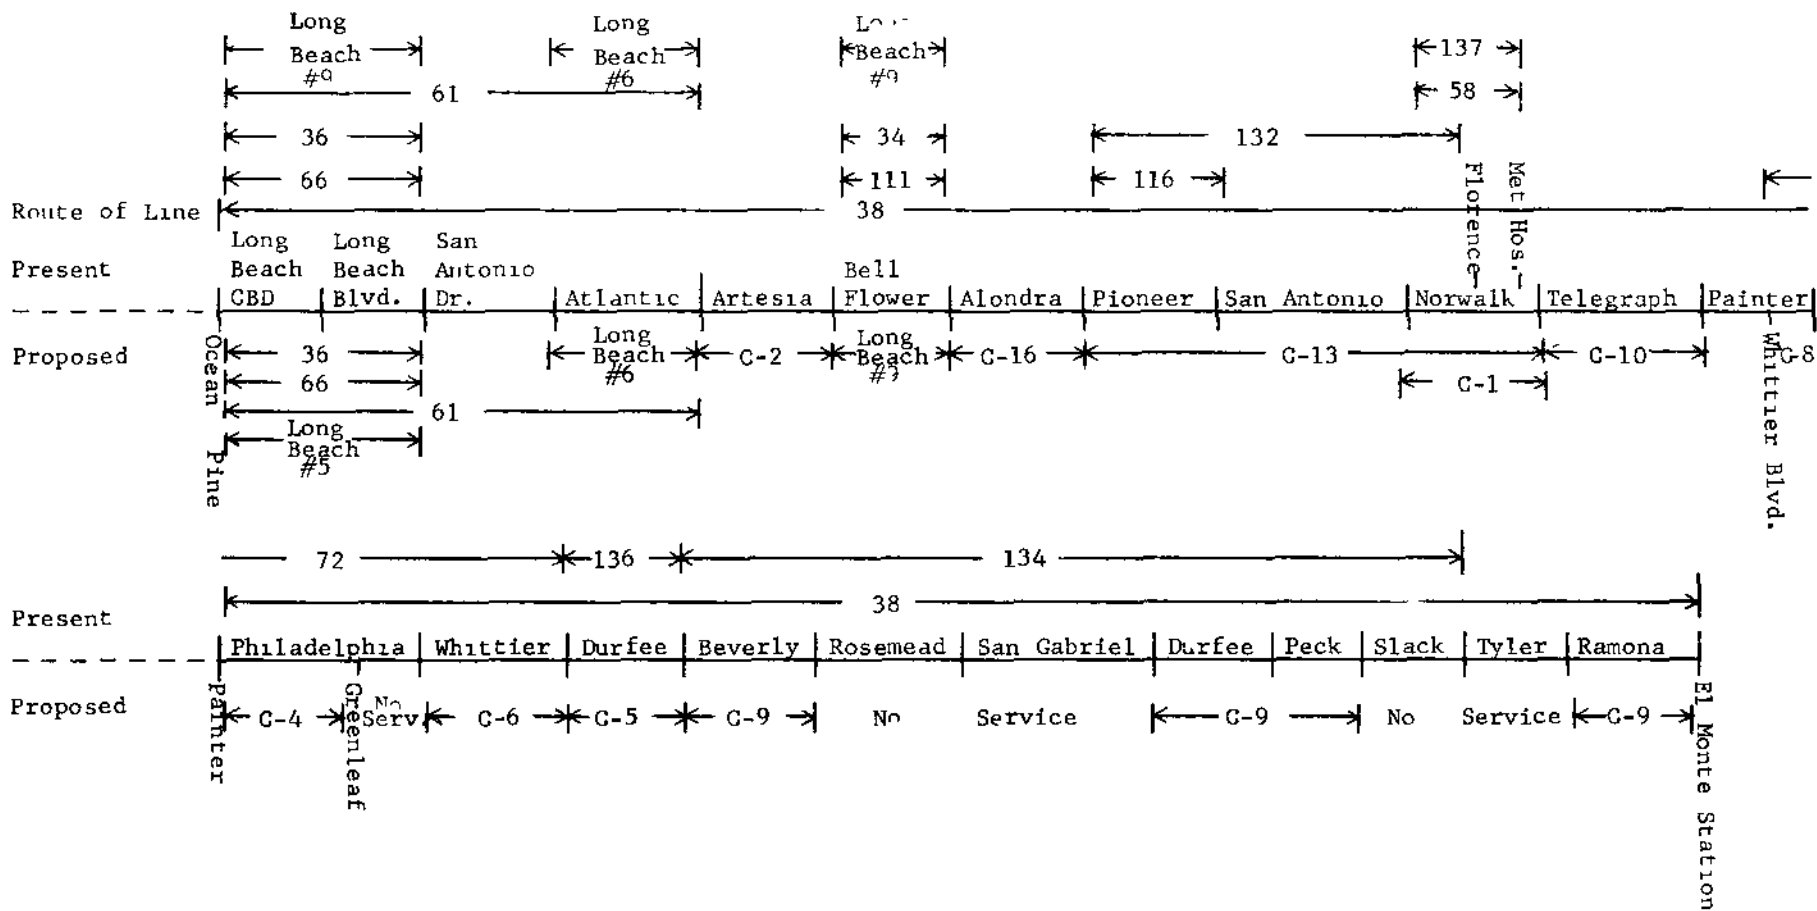 Long Long
Beach Beach Beach 137
#6
61 58
36 34 132
66 111 116
Route of Line 38
Florence
Met Hos.
Long Long San
Present Beach Beach Antonio Bell
CBD Blvd. Dr. Atlantic Artesia Flower Alondra Pioneer San Antonio Norwalk Telegraph Painter
Proposed 36 Long Beach #6 C-2 Long Beach C-16 C-13 C-10 C-8
66 C-1
61
Long
Beach
#5
Ocean
Pine
Whittier Blvd.
72 136 134
38
Present
Philadelphia Whittier Durfee Beverly Rosemead San Gabriel Durfee Peck Slack Tyler Ramona
Proposed C-4 No Serv. C-6 C-5 C-9 No Service C-9 No Service C-9
Painter
Greenleaf
El Monte Station